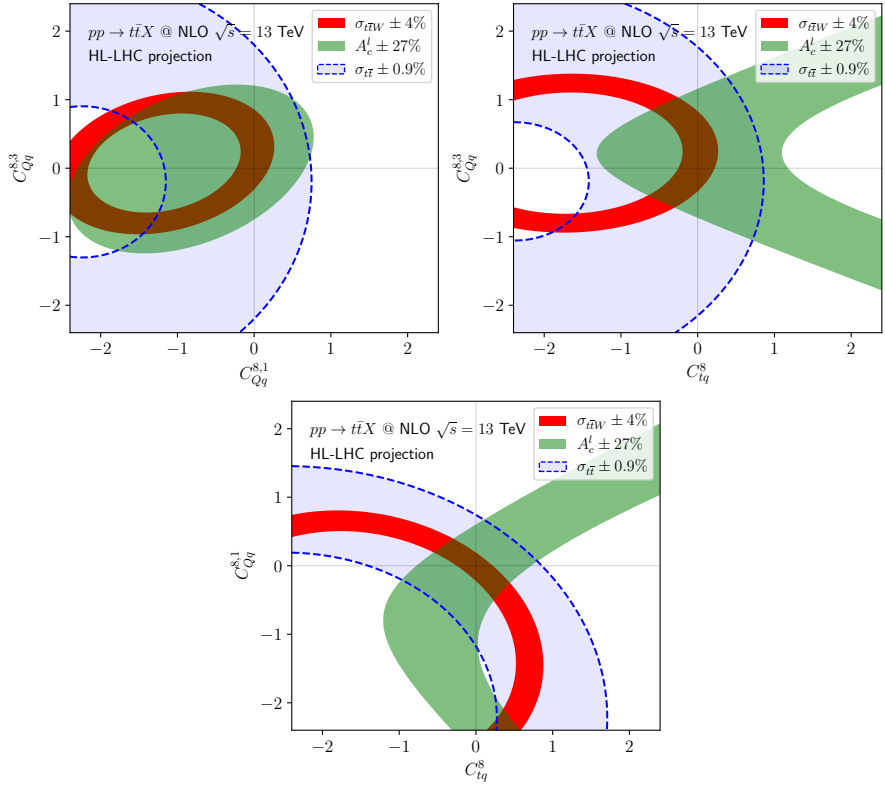 pp → tt̄X @ NLO √s = 13 TeV
HL-LHC projection
σ_{tt̄W} ± 4%
A_c^l ± 27%
σ_{tt̄} ± 0.9%
2
1
0
−1
−2
C_{Qq}^{8,3}
−2 −1 0 1 2
C_{Qq}^{8,1}
pp → tt̄X @ NLO √s = 13 TeV
HL-LHC projection
σ_{tt̄W} ± 4%
A_c^l ± 27%
σ_{tt̄} ± 0.9%
2
1
0
−1
−2
C_{Qq}^{8,3}
−2 −1 0 1 2
C_{tq}^{8}
pp → tt̄X @ NLO √s = 13 TeV
HL-LHC projection
σ_{tt̄W} ± 4%
A_c^l ± 27%
σ_{tt̄} ± 0.9%
2
1
0
−1
−2
C_{Qq}^{8,1}
−2 −1 0 1 2
C_{tq}^{8}